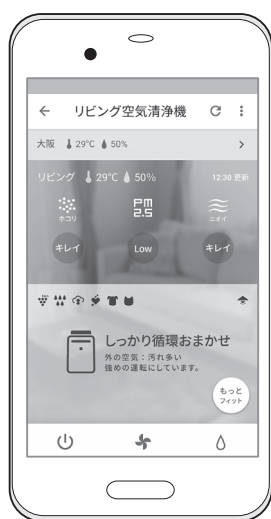 リビング空気清浄機
大阪 29℃ 50%
リビング 29℃ 50% 12:30 更新
ホコリ PM2.5 ニオイ
キレイ Low キレイ
しっかり循環おまかせ
外の空気：汚れ多い
強めの運転にしています。
もっと
フィット